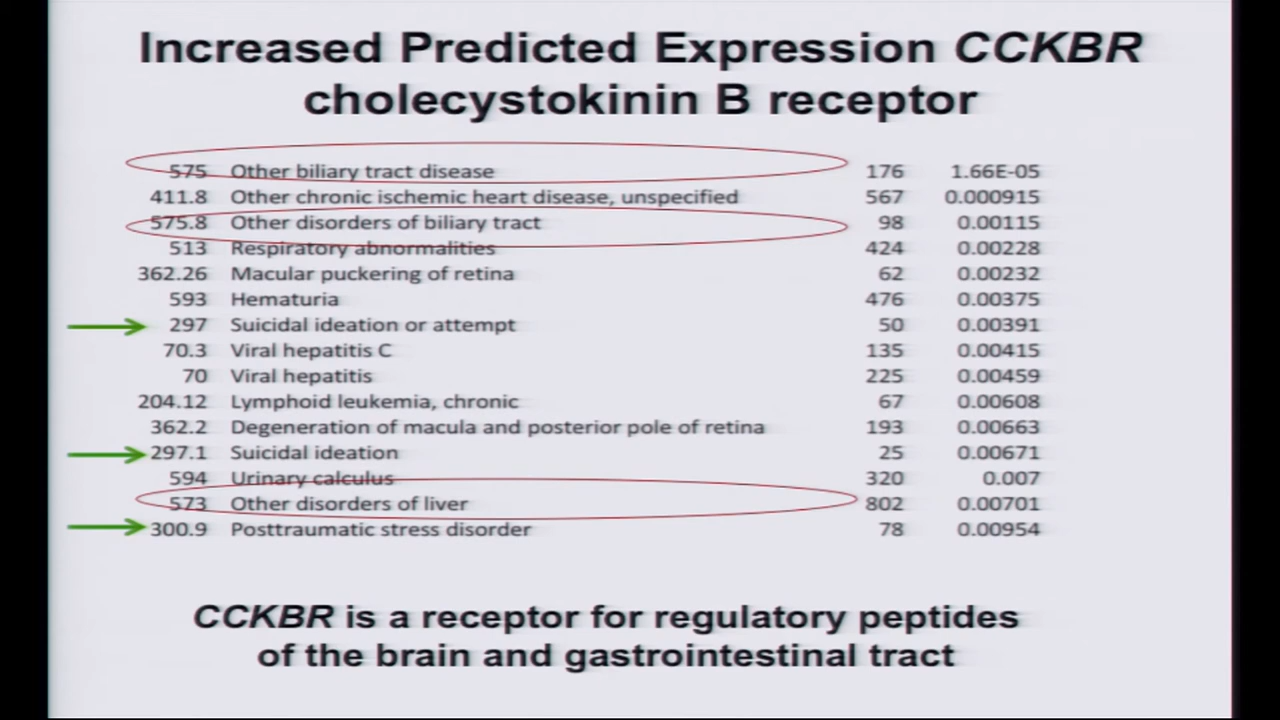 Increased Predicted Expression CCKBR
cholecystokinin B receptor
575 Other biliary tract disease 176 1.66E-05
411.8 Other chronic ischemic heart disease, unspecified 567 0.000915
575.8 Other disorders of biliary tract 98 0.00115
513 Respiratory abnormalities 424 0.00228
362.26 Macular puckering of retina 62 0.00232
593 Hematuria 476 0.00375
297 Suicidal ideation or attempt 50 0.00391
70.3 Viral hepatitis C 135 0.00415
70 Viral hepatitis 225 0.00459
204.12 Lymphoid leukemia, chronic 67 0.00608
362.2 Degeneration of macula and posterior pole of retina 193 0.00663
297.1 Suicidal ideation 25 0.00671
594 Urinary calculus 320 0.007
573 Other disorders of liver 802 0.00701
300.9 Posttraumatic stress disorder 78 0.00954
CCKBR is a receptor for regulatory peptides
of the brain and gastrointestinal tract